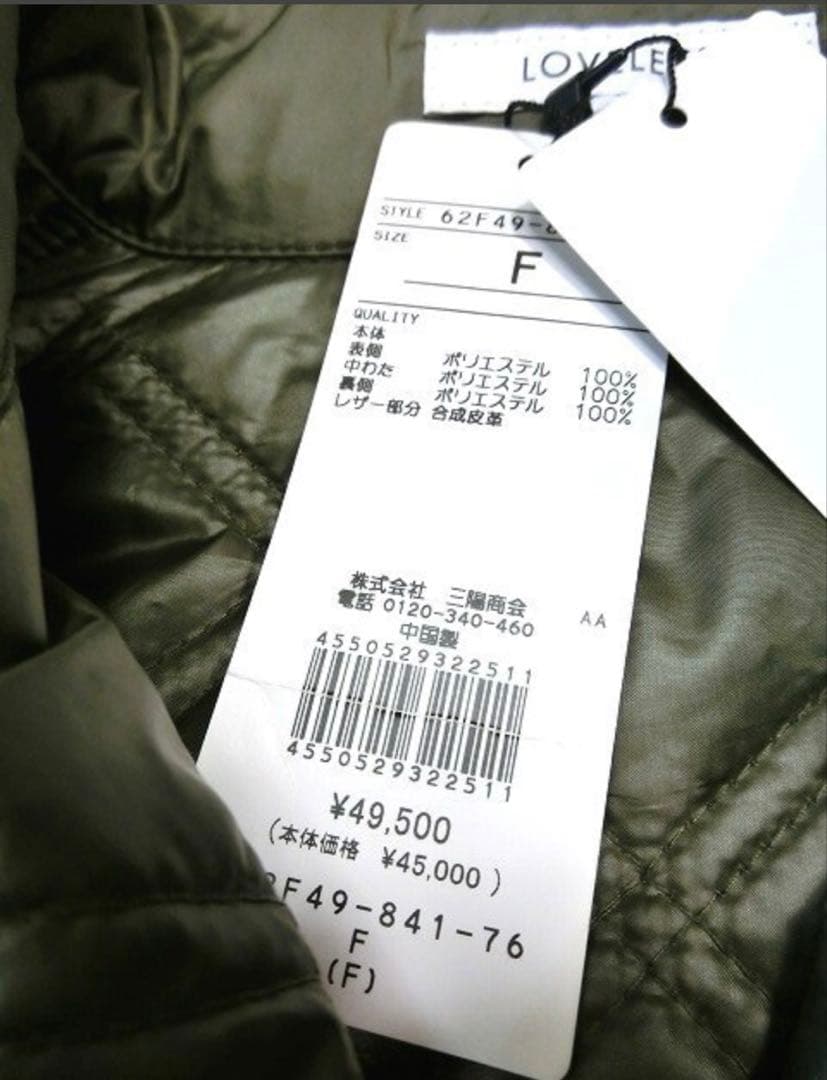 LOVELE
STYLE 62F49-
SIZE
F
QUALITY
本体
表側 ポリエステル 100%
中わた ポリエステル 100%
裏側 ポリエステル 100%
レザー部分 合成皮革
株式会社 三陽商会
電話 0120-340-460
AA
中国製
4550529322511
4550529322511
¥49,500
(本体価格 ¥45,000)
F49-841-76
F
(F)